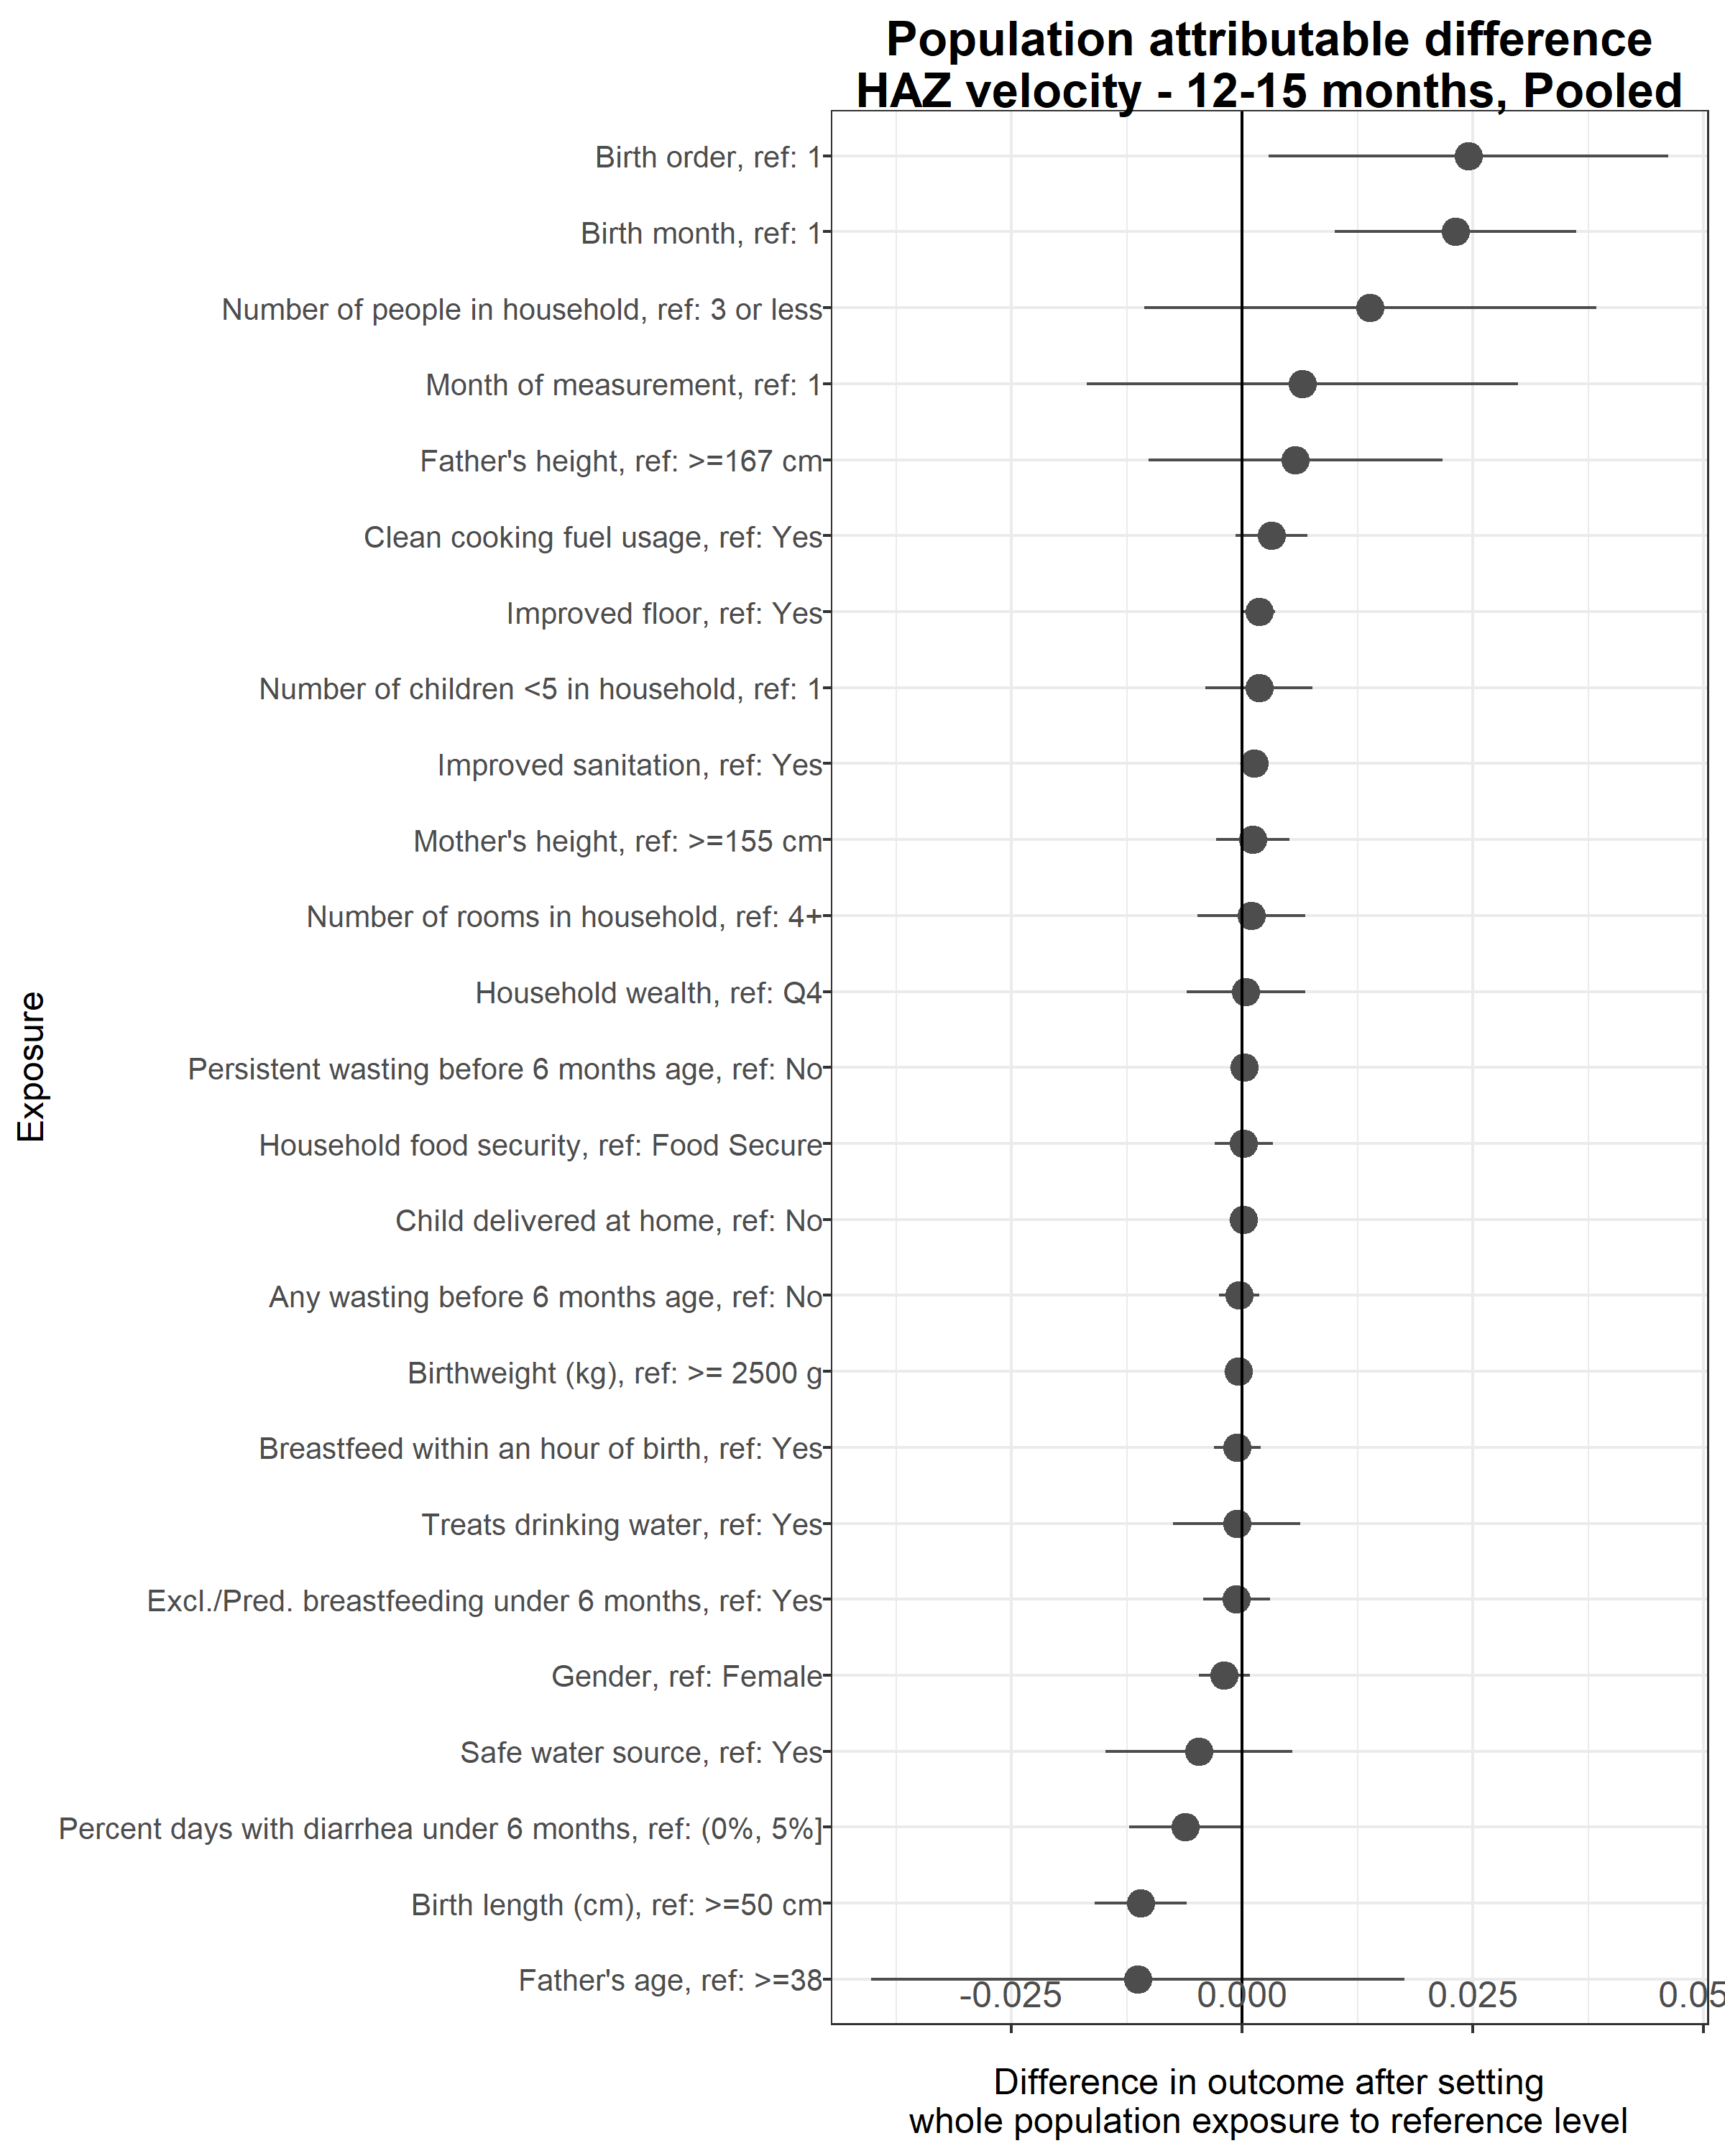 Population attributable difference
HAZ velocity - 12-15 months, Pooled
Birth order, ref: 1
Birth month, ref: 1
Number of people in household, ref: 3 or less
Month of measurement, ref: 1
Father's height, ref: >=167 cm
Clean cooking fuel usage, ref: Yes
Improved floor, ref: Yes
Number of children <5 in household, ref: 1
Improved sanitation, ref: Yes
Mother's height, ref: >=155 cm
Number of rooms in household, ref: 4+
Household wealth, ref: Q4
Persistent wasting before 6 months age, ref: No
Household food security, ref: Food Secure
Child delivered at home, ref: No
Any wasting before 6 months age, ref: No
Birthweight (kg), ref: >= 2500 g
Breastfeed within an hour of birth, ref: Yes
Treats drinking water, ref: Yes
Excl./Pred. breastfeeding under 6 months, ref: Yes
Gender, ref: Female
Safe water source, ref: Yes
Percent days with diarrhea under 6 months, ref: (0%, 5%]
Birth length (cm), ref: >=50 cm
Father's age, ref: >=38
Exposure
-0.025 0.000 0.025 0.05
Difference in outcome after setting
whole population exposure to reference level